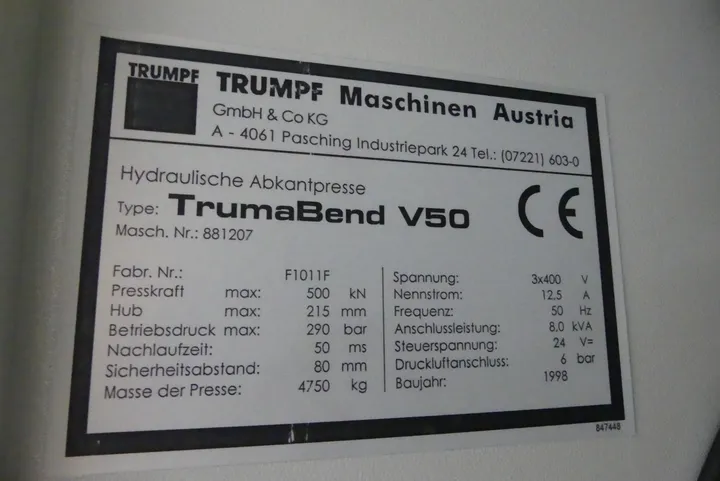 TRUMPF
TRUMPF Maschinen Austria
GmbH & Co KG
A - 4061 Pasching Industriepark 24 Tel.: (07221) 603-0
Hydraulische Abkantpresse
Type: TrumaBend V50
Masch. Nr.: 881207
CE
Fabr. Nr.: F1011F
Presskraft max: 500 kN
Hub max: 215 mm
Betriebsdruck max: 290 bar
Nachlaufzeit: 50 ms
Sicherheitsabstand: 80 mm
Masse der Presse: 4750 kg
Spannung: 3x400 V
Nennstrom: 12,5 A
Frequenz: 50 Hz
Anschlussleistung: 8,0 kVA
Steuerspannung: 24 V=
Druckluftanschluss: 6 bar
Baujahr: 1998
847448